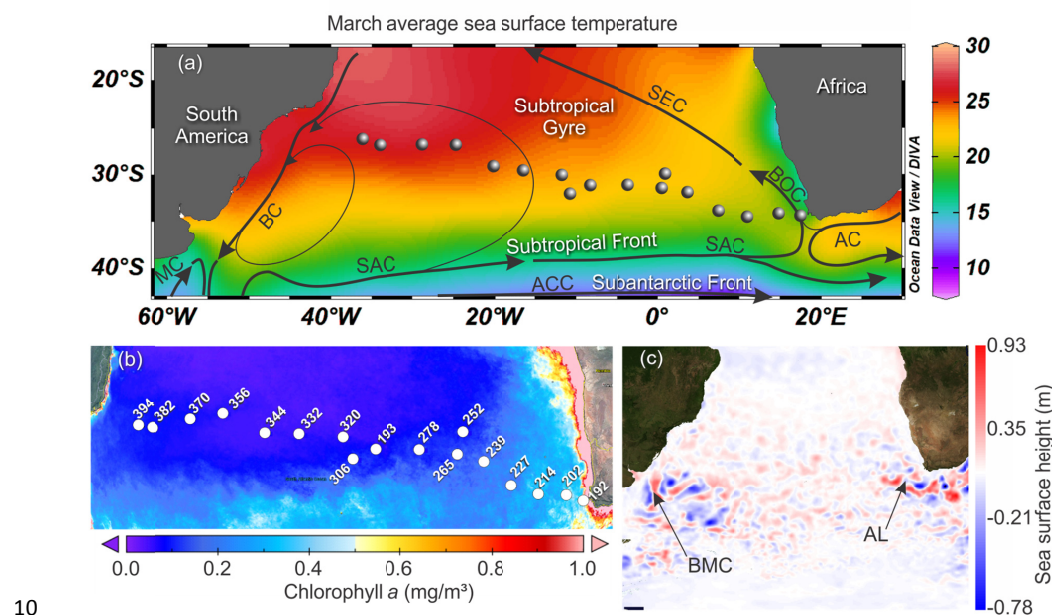 March average sea surface temperature
(a)
20°S
30°S
40°S
60°W
40°W
20°W
0°
20°E
South
America
Africa
Subtropical
Gyre
SEC
BOC
BC
MC
SAC
Subtropical Front
SAC
AC
ACC
Subantarctic Frcnt
30
25
20
15
10
Ocean Data View / DIVA
(b)
394
382
370
356
344
332
320
306
193
278
265
252
239
227
214
202
192
0.0
0.2
0.4
0.6
0.8
1.0
Chlorophyll a (mg/m³)
(c)
BMC
AL
0.93
0.35
-0.21
-0.78
Sea surface height (m)
10